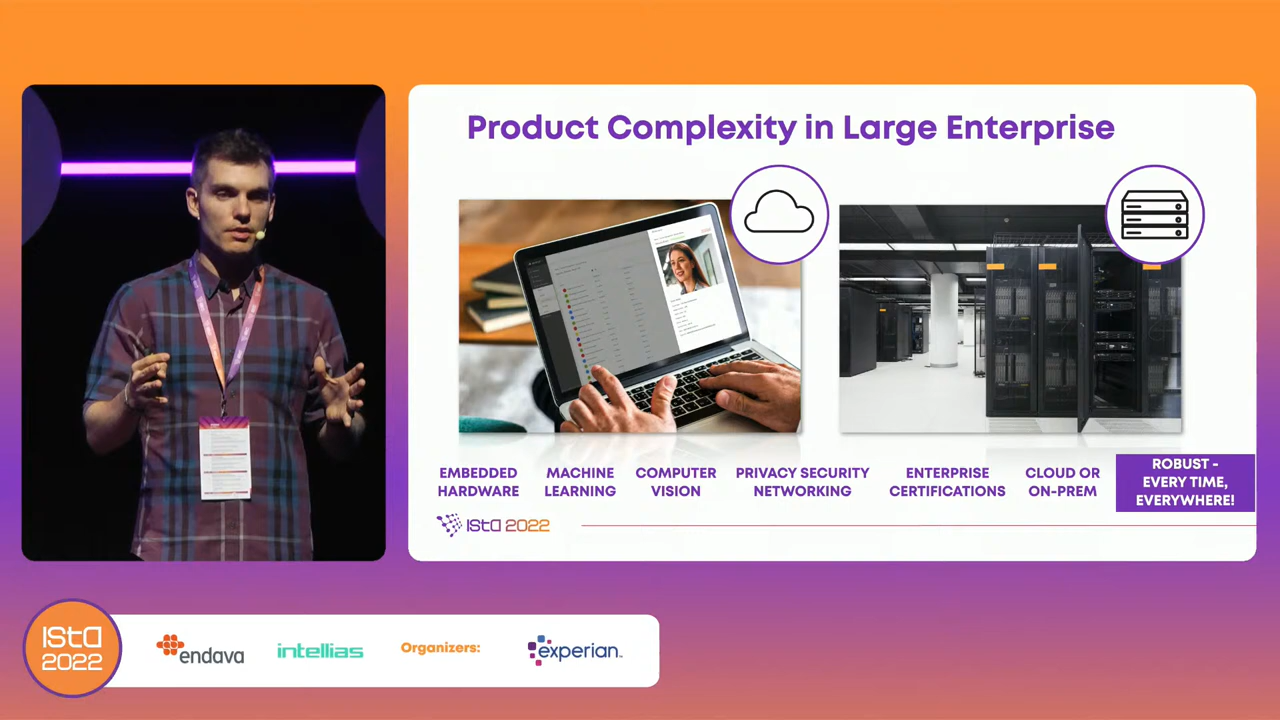 Product Complexity in Large Enterprise
EMBEDDED
HARDWARE
MACHINE
LEARNING
COMPUTER
VISION
PRIVACY SECURITY
NETWORKING
ENTERPRISE
CERTIFICATIONS
CLOUD OR
ON-PREM
ROBUST -
EVERY TIME,
EVERYWHERE!
ISTA 2022
ISTA
2022
endava
intellias
Organizers:
experian™